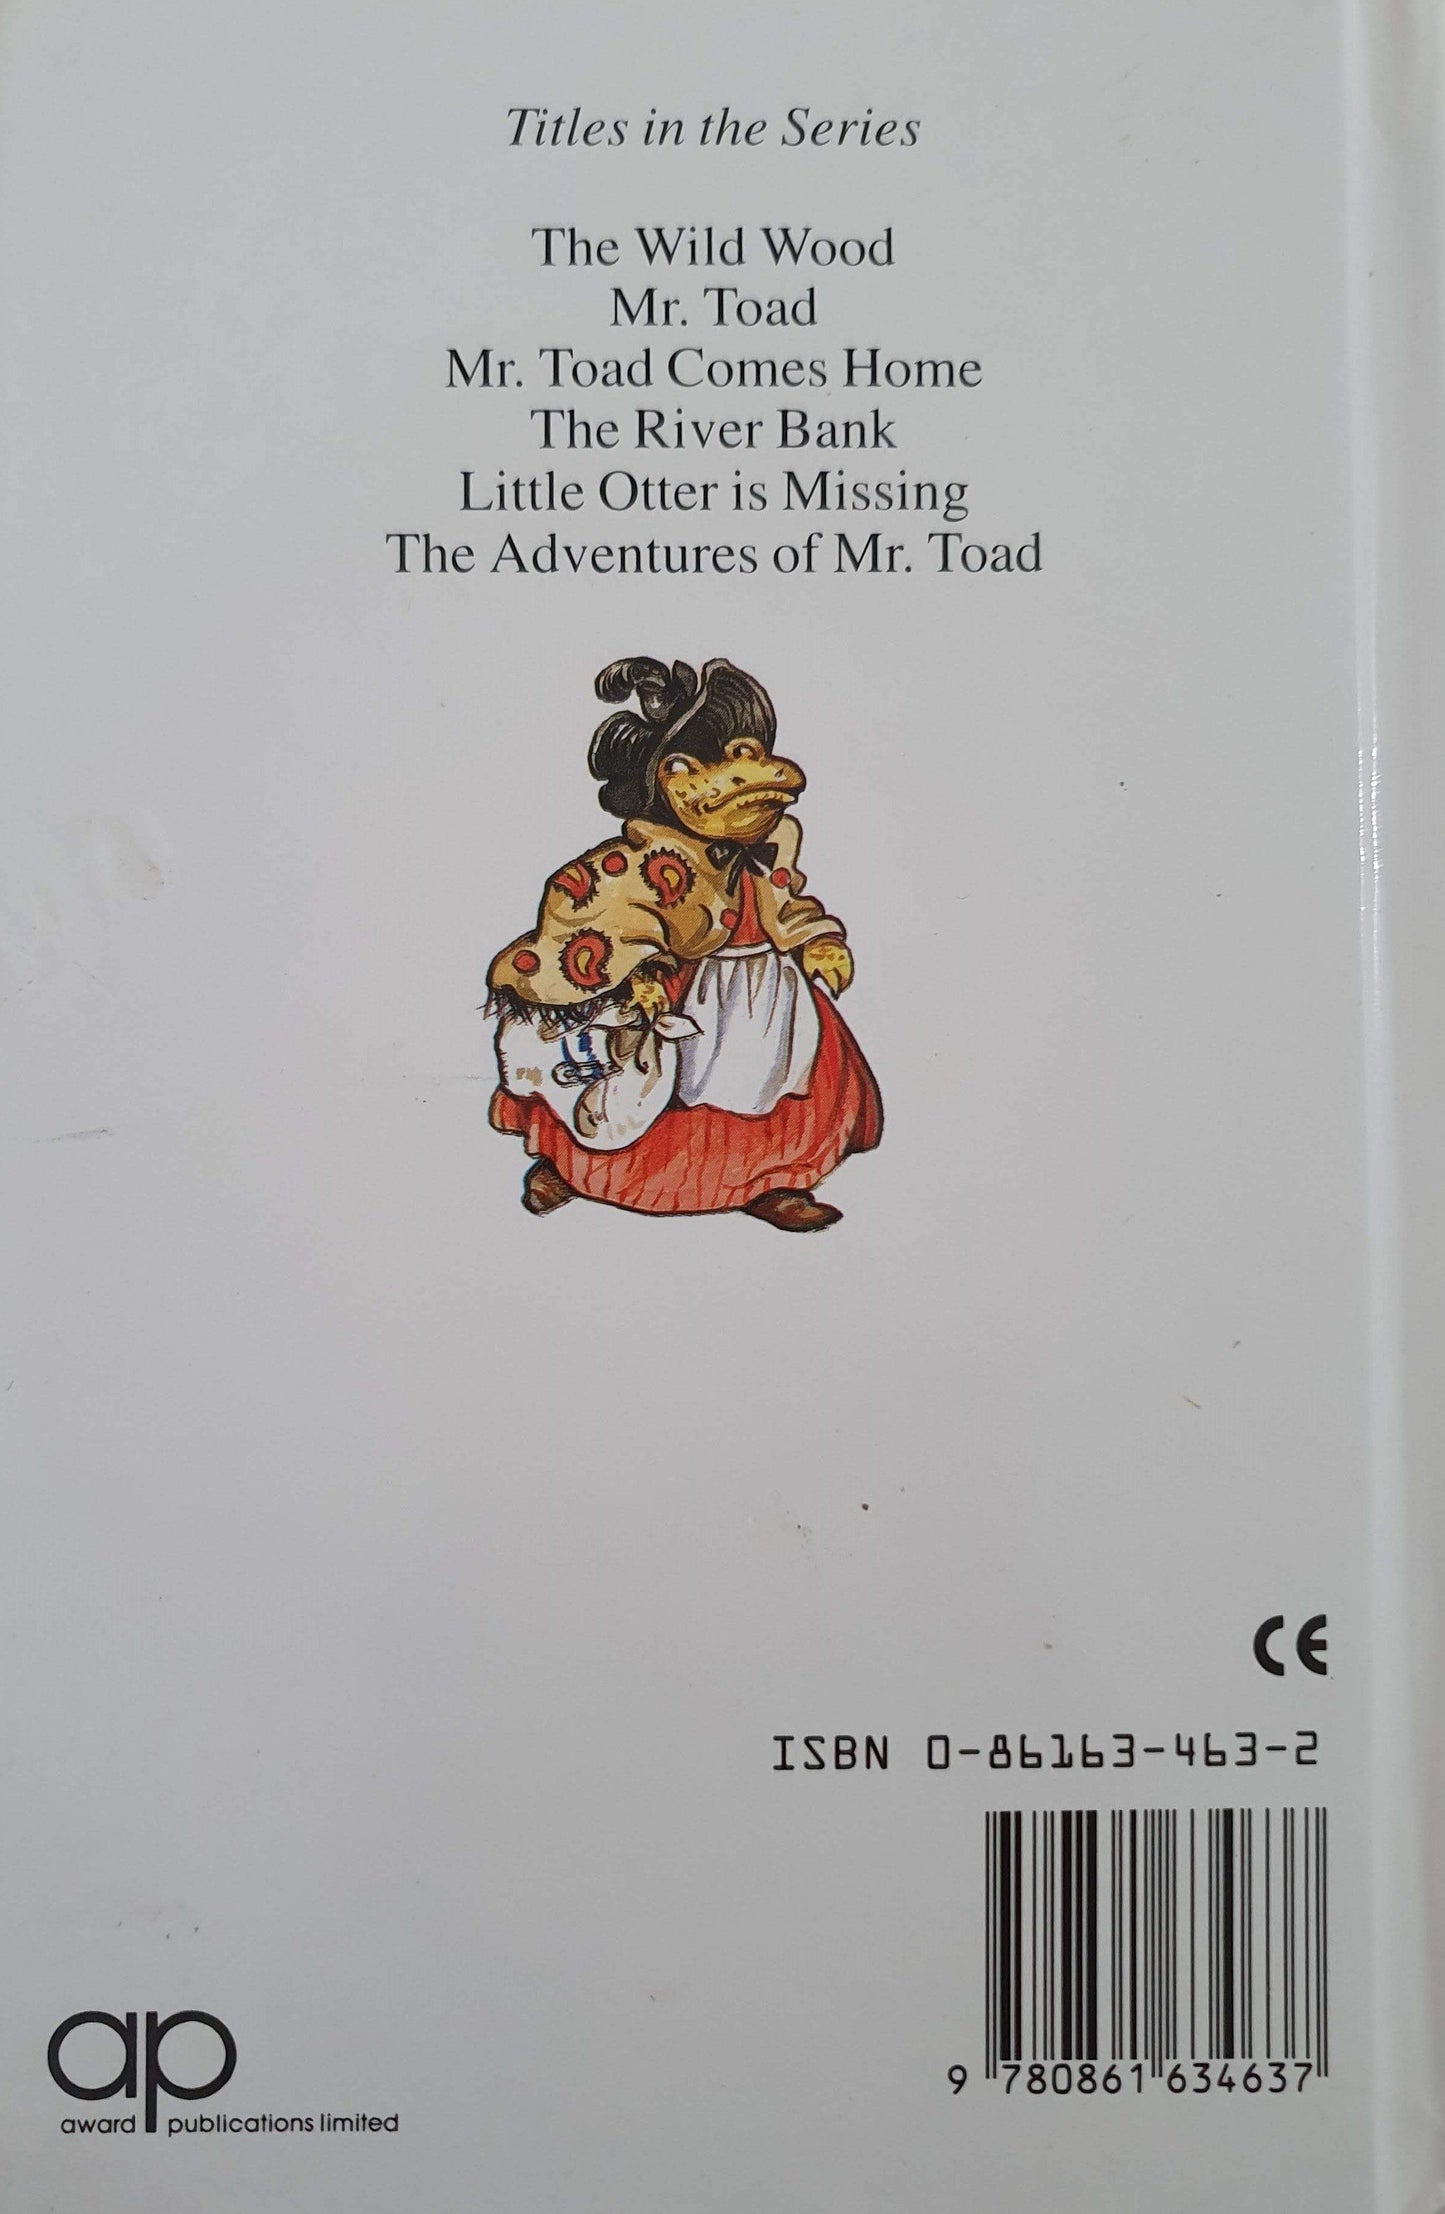 Titles in the Series
The Wild Wood
Mr. Toad
Mr. Toad Comes Home
The River Bank
Little Otter is Missing
The Adventures of Mr. Toad
CE
ISBN 0-86163-463-2
9 780861 634637
ap
award publications limited